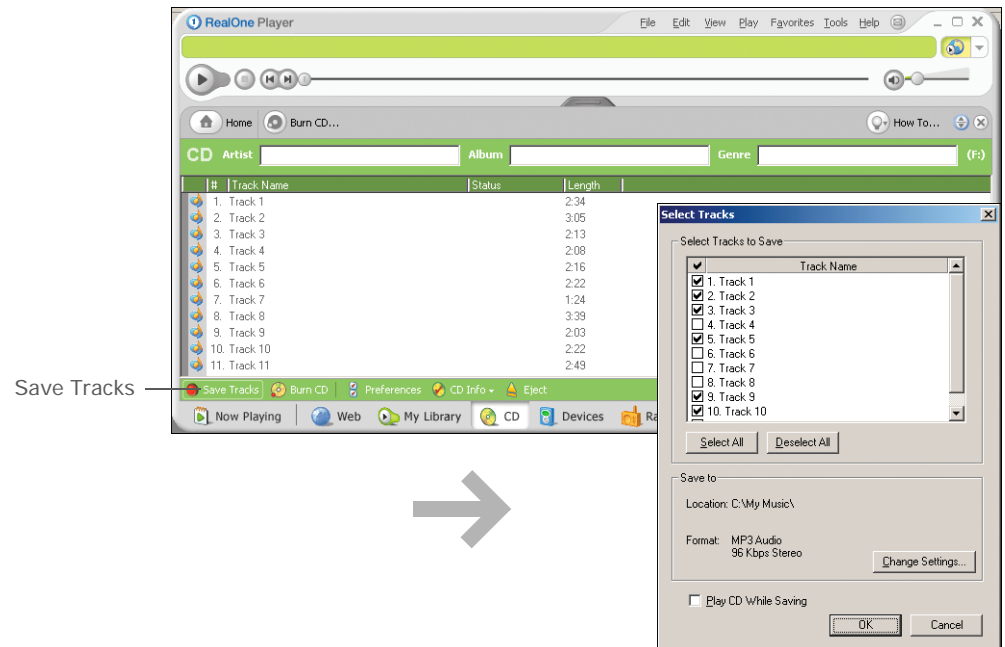 RealOne Player
File Edit View Play Favorites Tools Help
Home Burn CD... How To...
CD Artist Album Genre (F:)
# Track Name Status Length
1. Track 1 2:34
2. Track 2 3:05
3. Track 3 2:13
4. Track 4 2:08
5. Track 5 2:16
6. Track 6 2:22
7. Track 7 1:24
8. Track 8 3:39
9. Track 9 2:03
10. Track 10 2:22
11. Track 11 2:49
Save Tracks
Save Tracks Burn CD Preferences CD Info Eject
Now Playing Web My Library CD Devices Ra
Select Tracks
Select Tracks to Save
Track Name
1. Track 1
2. Track 2
3. Track 3
4. Track 4
5. Track 5
6. Track 6
7. Track 7
8. Track 8
9. Track 9
10. Track 10
Select All Deselect All
Save to
Location: C:\My Music\
Format: MP3 Audio
96 Kbps Stereo
Change Settings...
Play CD While Saving
OK Cancel